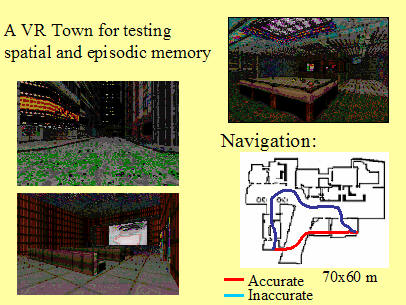 A VR Town for testing
spatial and episodic memory
Navigation:
70x60 m
Accurate
Inaccurate